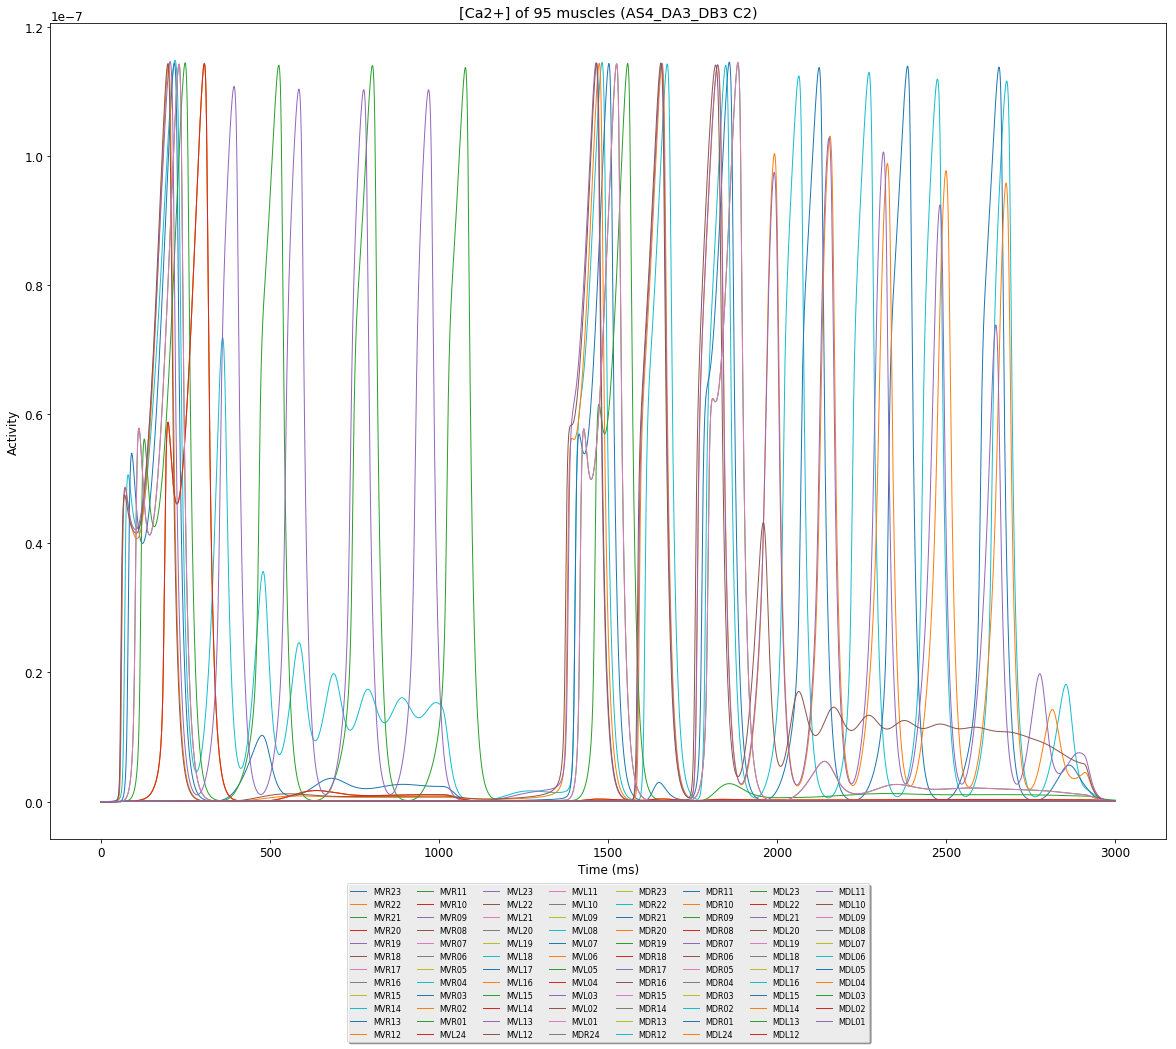 [Ca2+] of 95 muscles (AS4_DA3_DB3 C2)
1e−7
1.2
1.0
0.8
0.6
0.4
0.2
0.0
Activity
0 500 1000 1500 2000 2500 3000
Time (ms)
MVR23 MVR11 MVL23 MVL11 MDR23 MDR11 MDL23 MDL11
MVR22 MVR10 MVL22 MVL10 MDR22 MDR10 MDL22 MDL10
MVR21 MVR09 MVL21 MVL09 MDR21 MDR09 MDL21 MDL09
MVR20 MVR08 MVL20 MVL08 MDR20 MDR08 MDL20 MDL08
MVR19 MVR07 MVL19 MVL07 MDR19 MDR07 MDL19 MDL07
MVR18 MVR06 MVL18 MVL06 MDR18 MDR06 MDL18 MDL06
MVR17 MVR05 MVL17 MVL05 MDR17 MDR05 MDL17 MDL05
MVR16 MVR04 MVL16 MVL04 MDR16 MDR04 MDL16 MDL04
MVR15 MVR03 MVL15 MVL03 MDR15 MDR03 MDL15 MDL03
MVR14 MVR02 MVL14 MVL02 MDR14 MDR02 MDL14 MDL02
MVR13 MVR01 MVL13 MVL01 MDR13 MDR01 MDL13 MDL01
MVR12 MVL24 MVL12 MDR24 MDR12 MDL24 MDL12